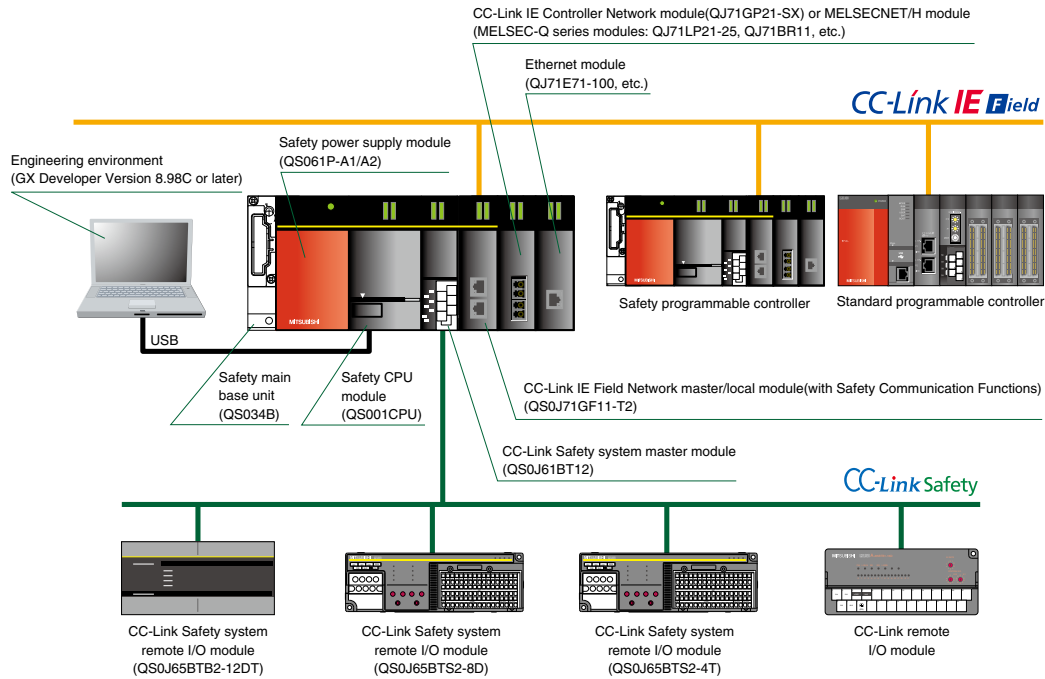 CC-Link IE Controller Network module(QJ71GP21-SX) or MELSECNET/H module
(MELSEC-Q series modules: QJ71LP21-25, QJ71BR11, etc.)
Ethernet module
(QJ71E71-100, etc.)
CC-Link IE Field
Safety power supply module
(QS061P-A1/A2)
Engineering environment
(GX Developer Version 8.98C or later)
MITSUBISHI
Safety programmable controller
Standard programmable controller
USB
Safety main
base unit
(QS034B)
Safety CPU
module
(QS001CPU)
CC-Link IE Field Network master/local module(with Safety Communication Functions)
(QS0J71GF11-T2)
CC-Link Safety system master module
(QS0J61BT12)
CC-Link Safety
CC-Link Safety system
remote I/O module
(QS0J65BTB2-12DT)
CC-Link Safety system
remote I/O module
(QS0J65BTS2-8D)
CC-Link Safety system
remote I/O module
(QS0J65BTS2-4T)
CC-Link remote
I/O module